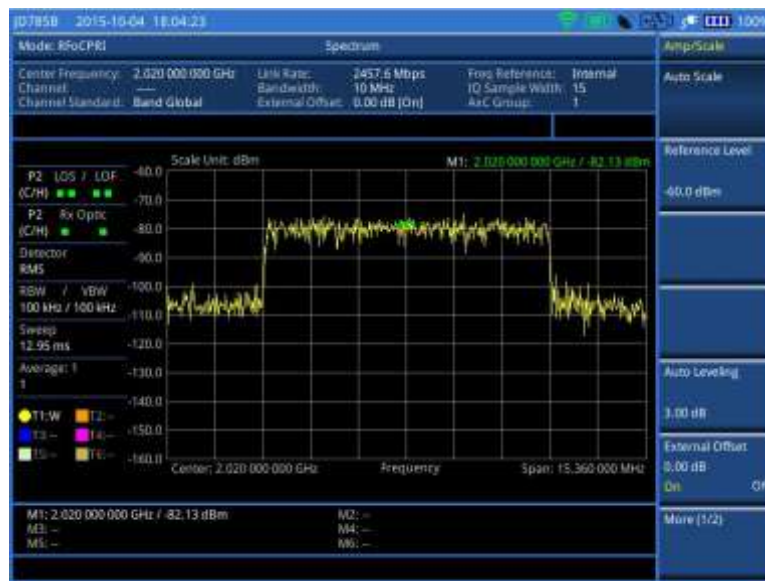 JD785B 2015-10-04 18:04:23 100%
Mode: RFoCPRI Spectrum Amp/Scale
Center Frequency: 2.020 000 000 GHz Link Rate: 2457.6 Mbps Freq Reference: Internal
Channel: ---- Bandwidth: 10 MHz IQ Sample Width: 15
Channel Standard: Band Global External Offset: 0.00 dB [On] AxC Group: 1
Auto Scale
Scale Unit: dBm M1: 2.020 000 000 GHz / -82.13 dBm
Reference Level
-60.0 dBm
P2 LOS / LOF
(C/H)
P2 Rx Optic
(C/H)
Detector
RMS
RBW / VBW
100 kHz / 100 kHz
Sweep
12.95 ms
Average: 1
1
T1:W T2:--
T3:-- T4:--
T5:-- T6:--
-60.0
-70.0
-80.0
-90.0
-100.0
-110.0
-120.0
-130.0
-140.0
-150.0
-160.0
Center: 2.020 000 000 GHz Frequency Span: 15.360 000 MHz
Auto Leveling
3.00 dB
External Offset
0.00 dB
On Of
More (1/2)
M1: 2.020 000 000 GHz / -82.13 dBm M2: --
M3: -- M4: --
M5: -- M6: --